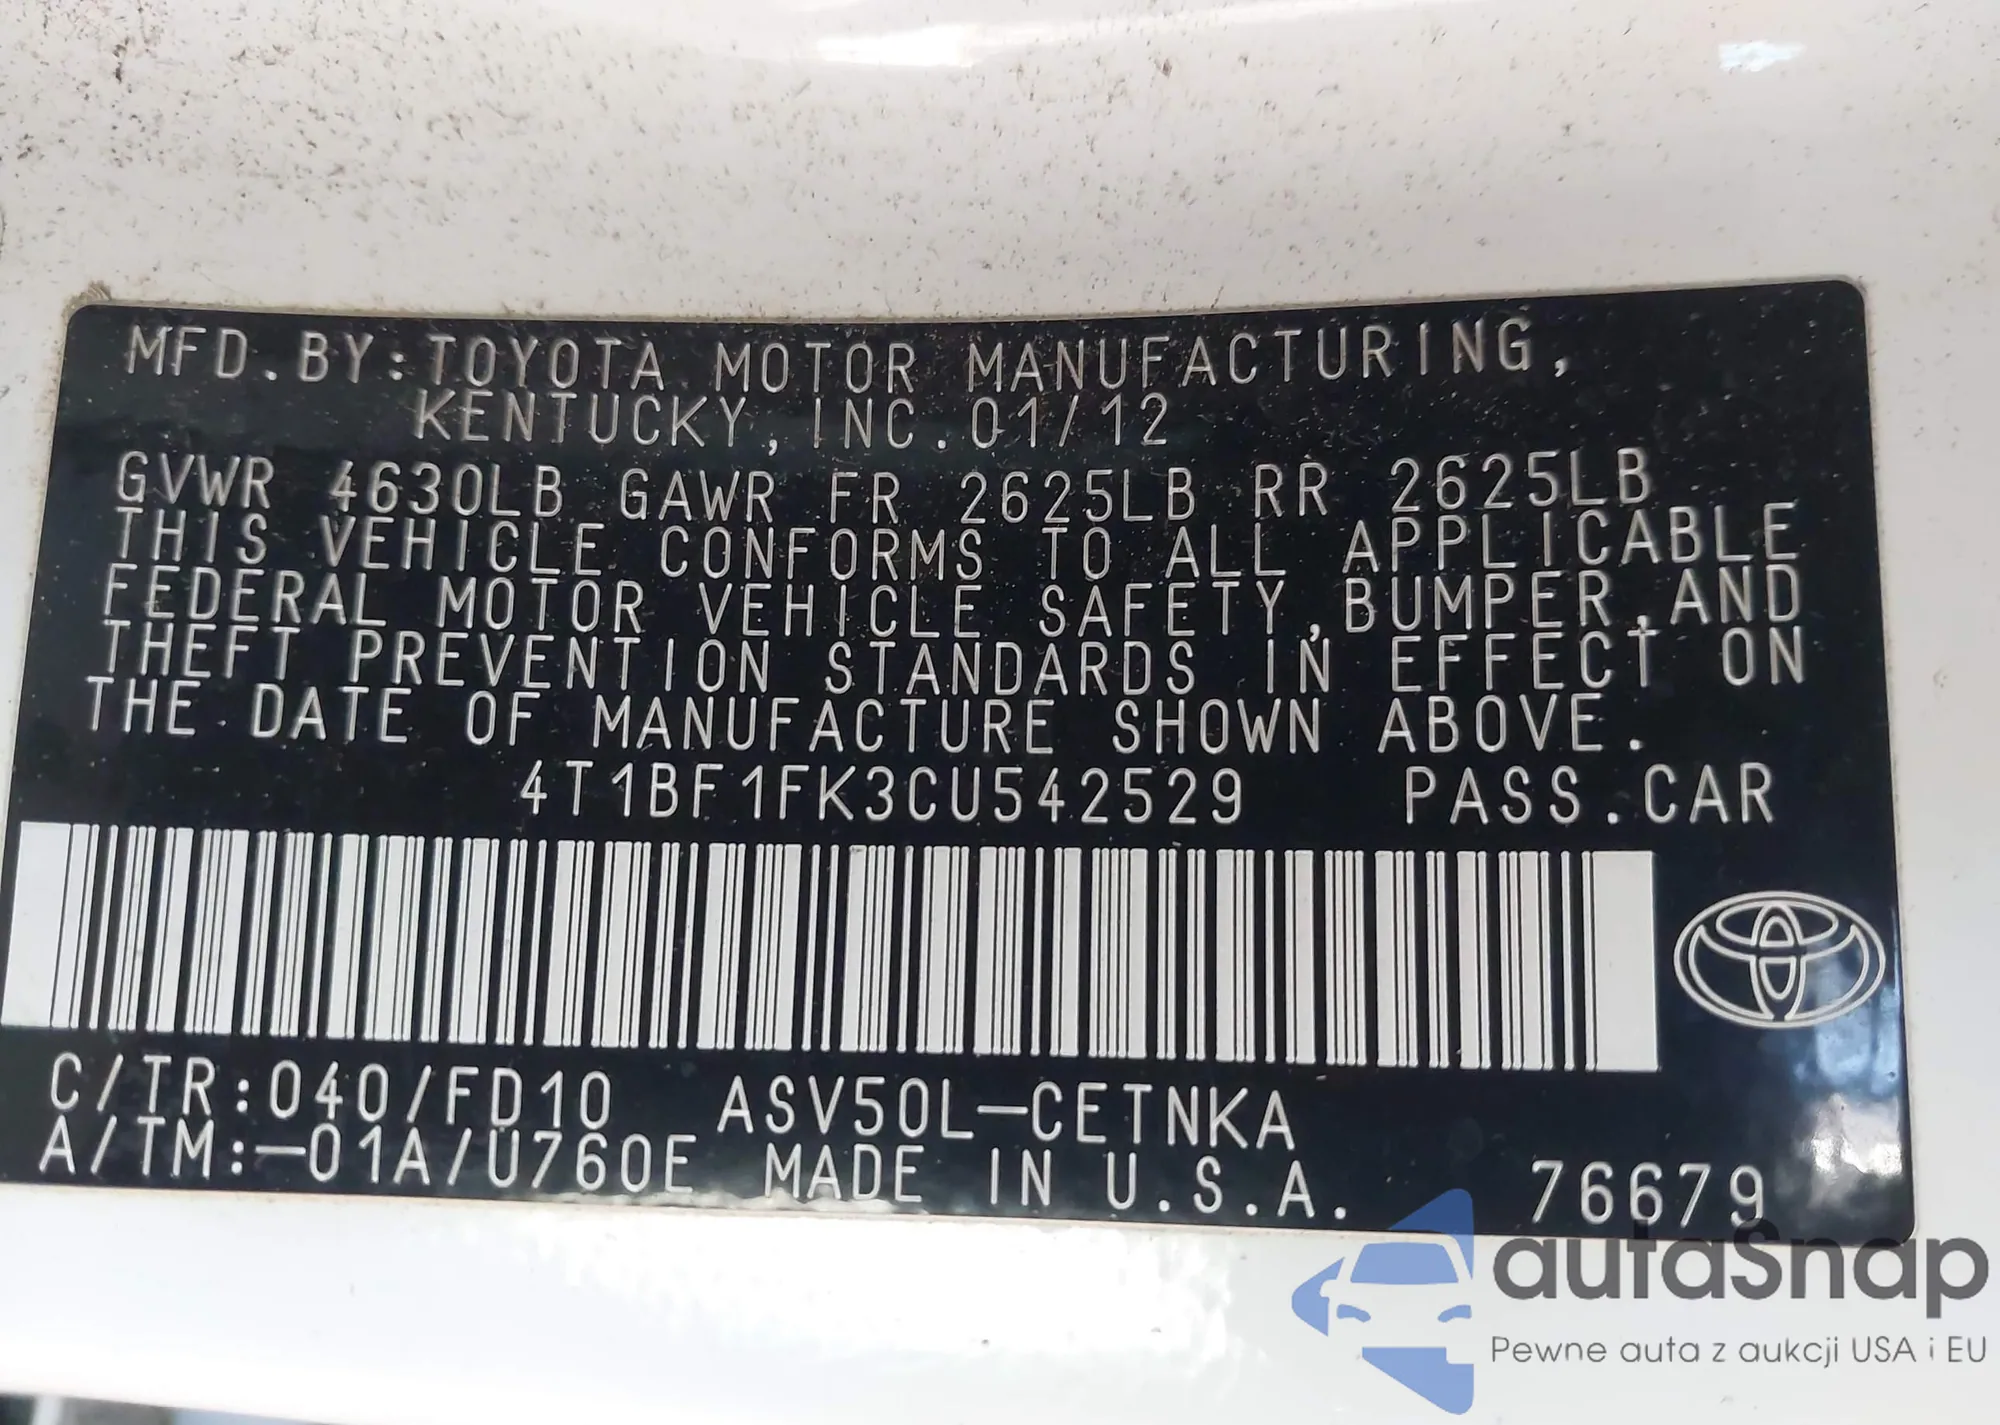 MFD.BY:TOYOTA MOTOR MANUFACTURING,
KENTUCKY, INC.01/12
GVWR 4630LB GAWR FR 2625LB RR 2625LB
THIS VEHICLE CONFORMS TO ALL APPLICABLE
FEDERAL MOTOR VEHICLE SAFETY,BUMPER,AND
THEFT PREVENTION STANDARDS IN EFFECT ON
THE DATE OF MANUFACTURE SHOWN ABOVE.
4T1BF1FK3CU542529 PASS.CAR
C/TR:040/FD10 ASV50L-CETNKA
A/TM:-01A/U760E MADE IN U.S.A. 76679
autaSnap
Pewne auta z aukcji USA i EU